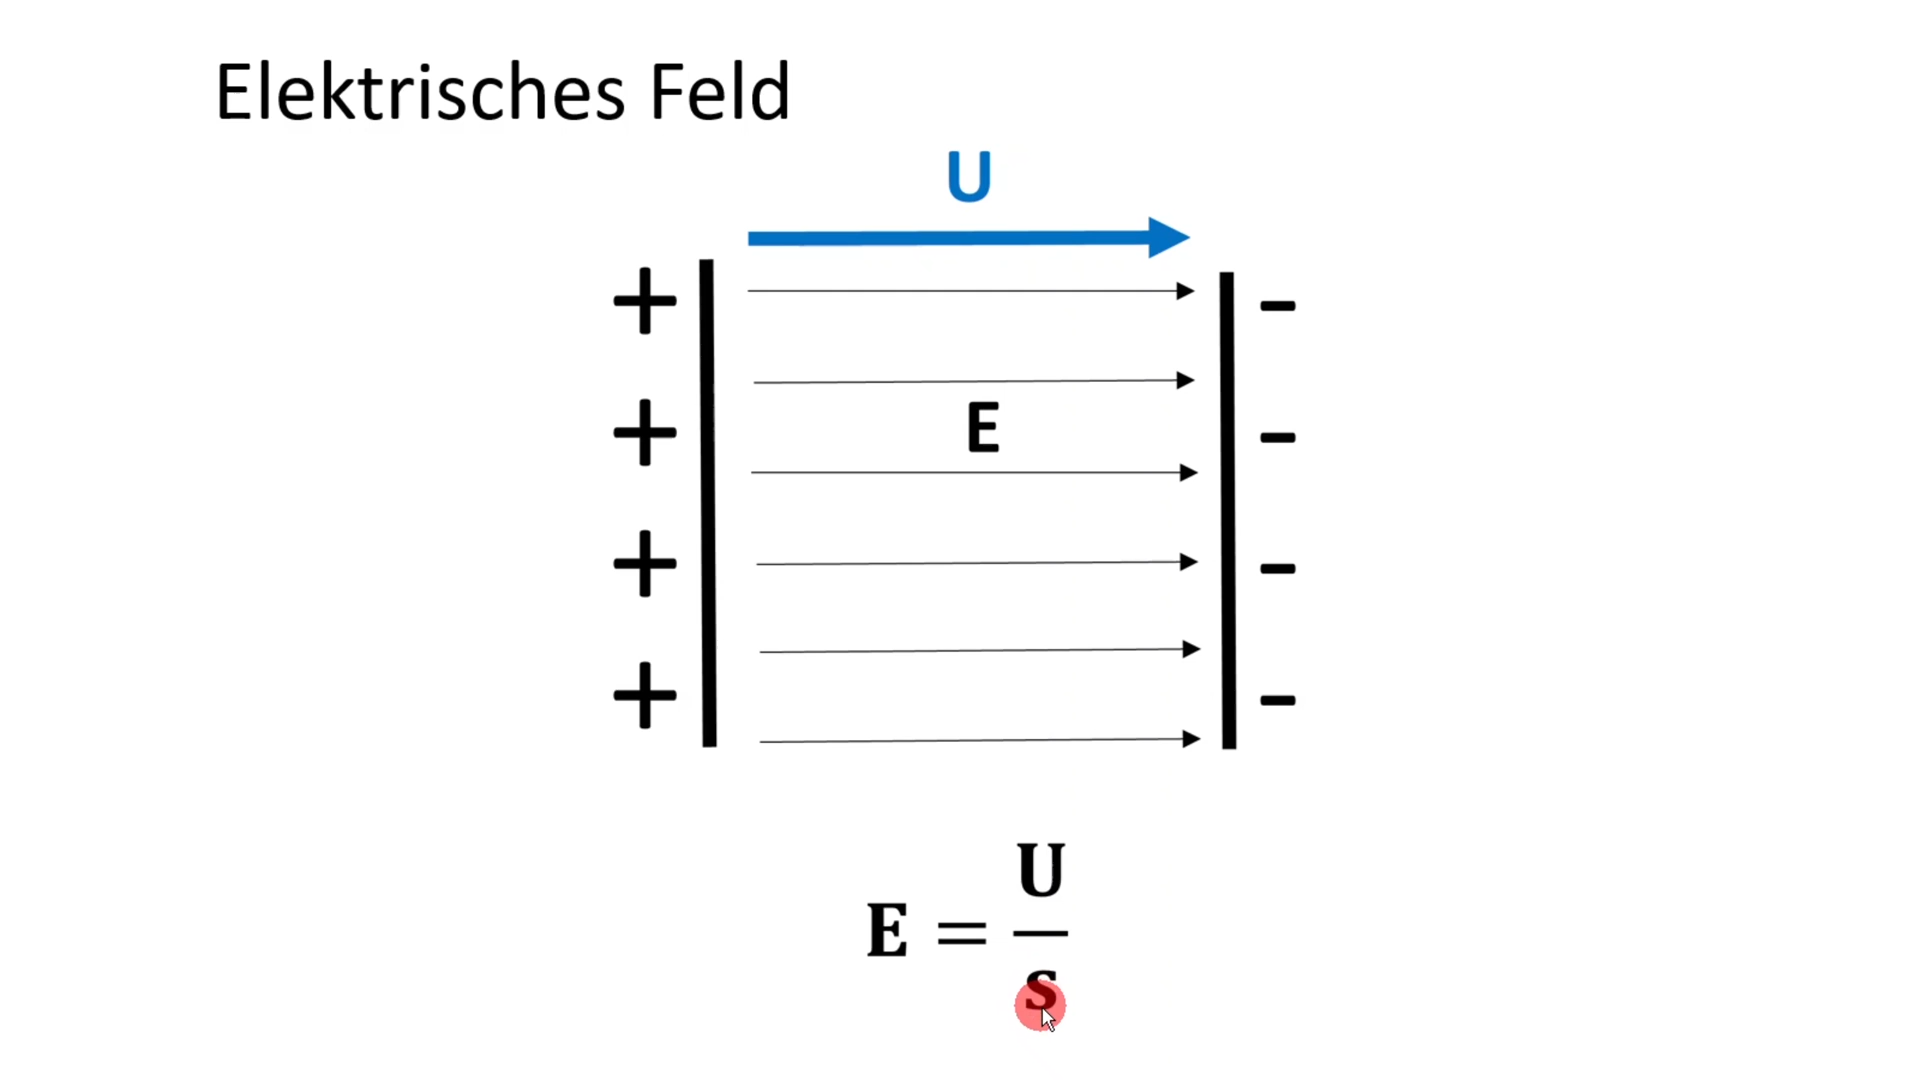 Elektrisches Feld
U
+ -
+ E -
+ -
+ -
E = U/s